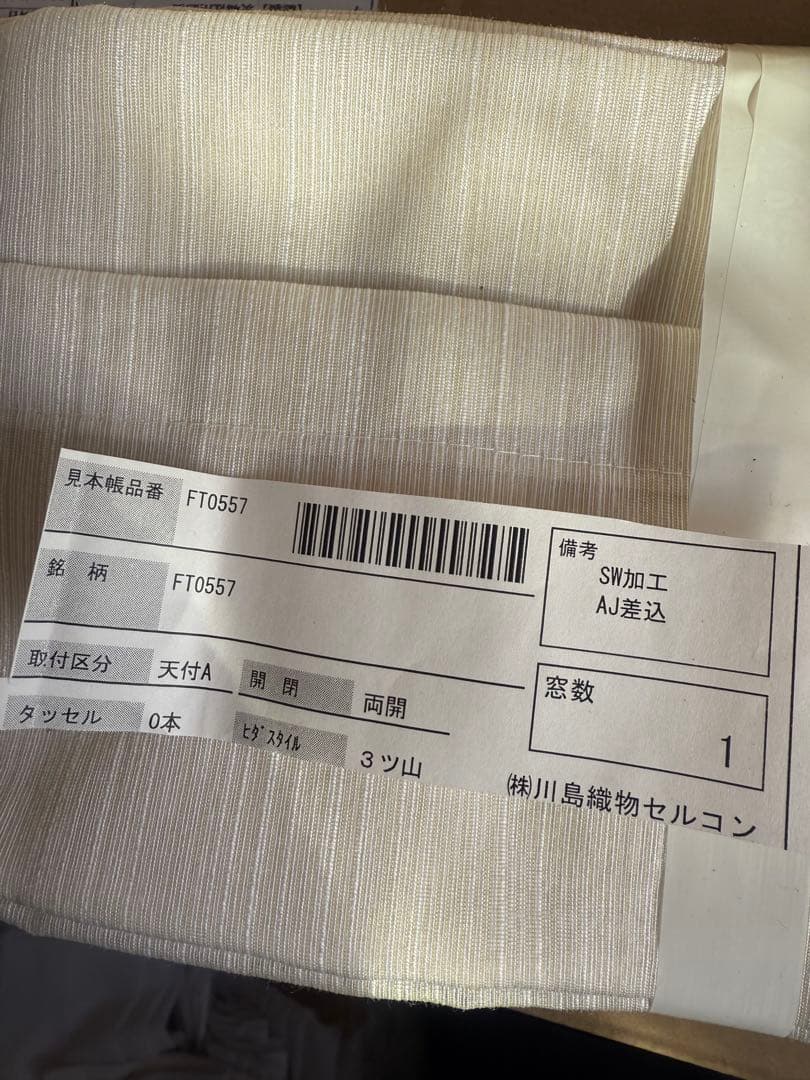 見本帳品番 FT0557
銘 柄 FT0557
取付区分 天付A 開 閉 両開
タッセル 0本 ﾋﾀﾞｽﾀｲﾙ 3ツ山
備考
SW加工
AJ差込
窓数
1
㈱川島織物セルコン